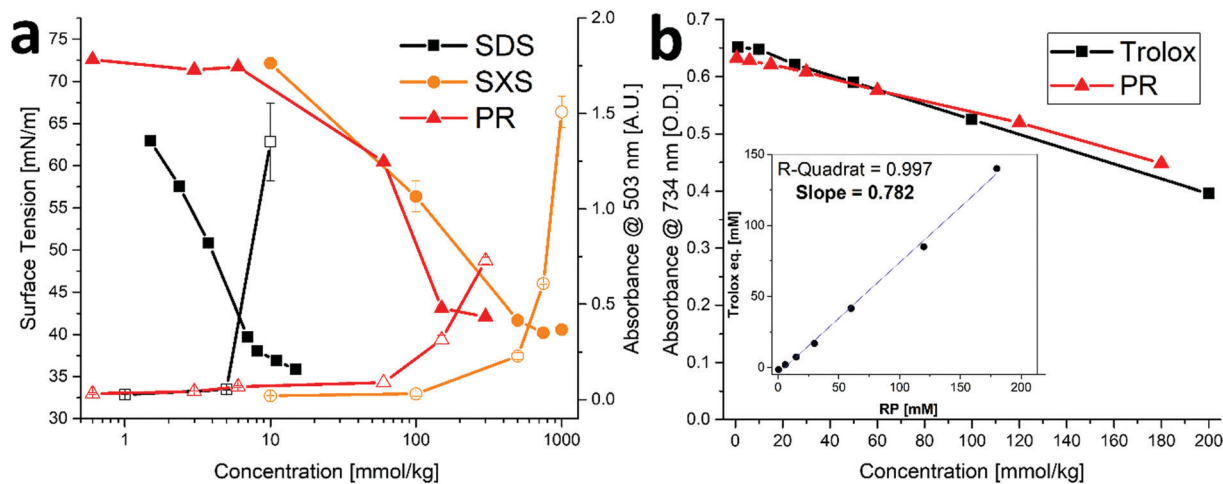 a
Surface Tension [mN/m]
75
70
65
60
55
50
45
40
35
30
SDS
SXS
PR
2.0
1.5
1.0
0.5
0.0
Absorbance @ 503 nm [A.U.]
1 10 100 1000
Concentration [mmol/kg]
b
Absorbance @ 734 nm [O.D.]
0.7
0.6
0.5
0.4
0.3
0.2
0.1
0.0
Trolox
PR
R-Quadrat = 0.997
Slope = 0.782
Trolox eq. [mM]
150
100
50
0
0 50 100 150 200
RP [mM]
0 20 40 60 80 100 120 140 160 180 200
Concentration [mmol/kg]